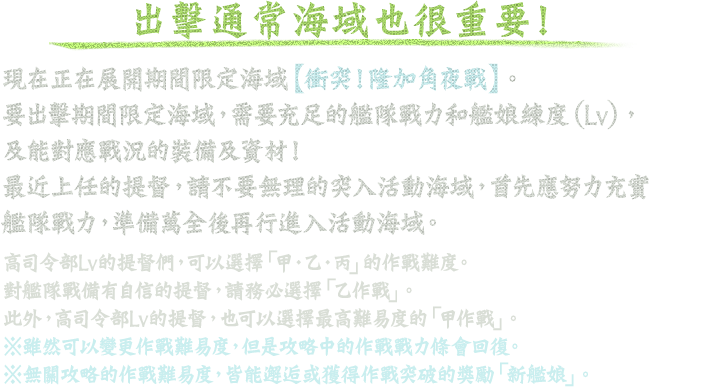 出擊通常海域也很重要!
現在正在展開期間限定海域【衝突!隆加角夜戰】。
要出擊期間限定海域,需要充足的艦隊戰力和艦娘練度(Lv),
及能對應戰況的裝備及資材!
最近上任的提督,請不要無理的突入活動海域,首先應努力充實
艦隊戰力,準備萬全後再行進入活動海域。
高司令部Lv的提督們,可以選擇「甲·乙·丙」的作戰難度。
對艦隊戰備有自信的提督,請務必選擇「乙作戰」。
此外,高司令部Lv的提督,也可以選擇最高難易度的「甲作戰」。
※雖然可以變更作戰難易度,但是攻略中的作戰戰力條會回復。
※無關攻略的作戰難易度,皆能邂逅或獲得作戰突破的獎勵「新艦娘」。